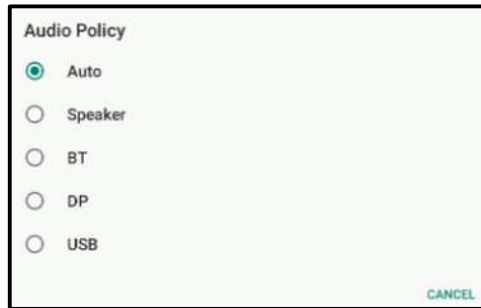 Audio Policy
Auto
Speaker
BT
DP
USB
CANCEL